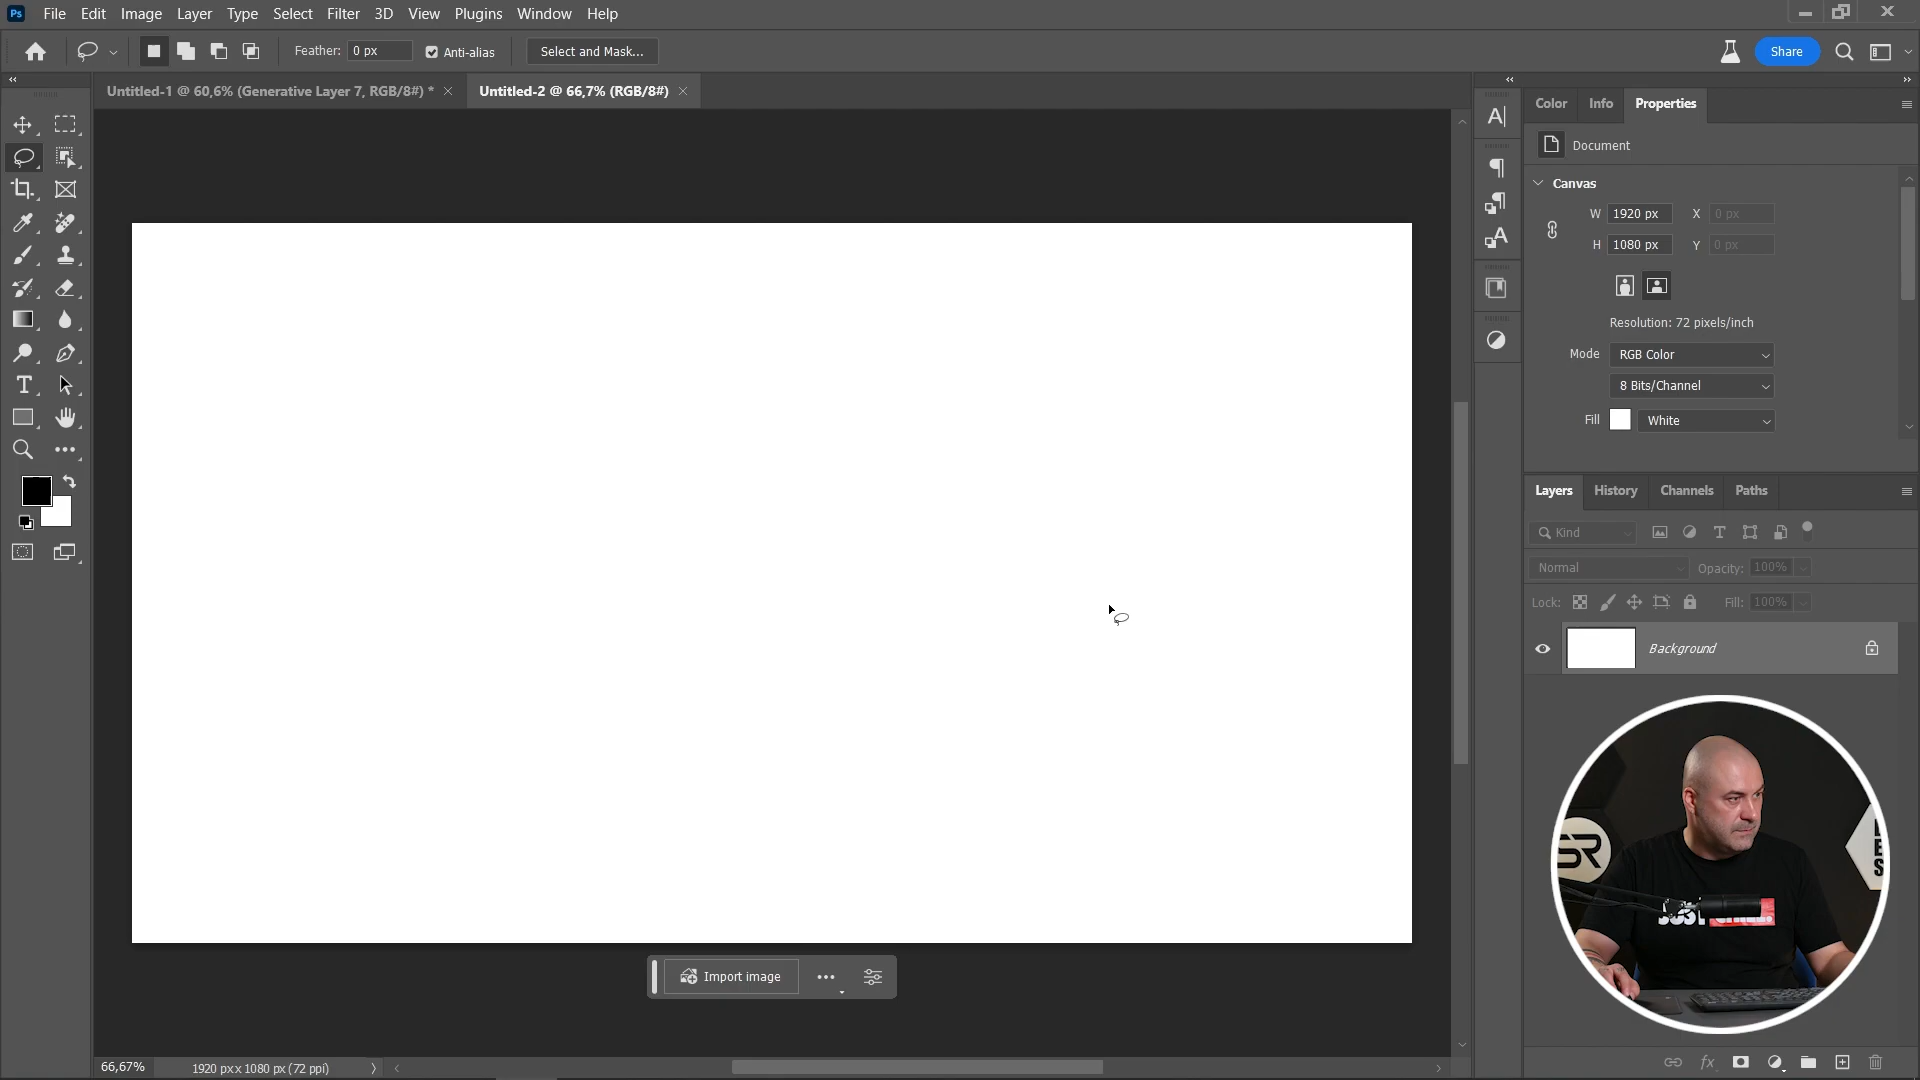 Ps File Edit Image Layer Type Select Filter 3D View Plugins Window Help
Feather: 0 px Anti-alias Select and Mask... Share
Untitled-1 @ 60,6% (Generative Layer 7, RGB/8#) * Untitled-2 @ 66,7% (RGB/8#)
Color Info Properties
Document
Canvas
W 1920 px X 0 px
H 1080 px Y 0 px
Resolution: 72 pixels/inch
Mode RGB Color
8 Bits/Channel
Fill White
Layers History Channels Paths
Kind
Normal Opacity: 100%
Lock: Fill: 100%
Background
SR
JUST
Import image
66,67% 1920 px x 1080 px (72 ppi)